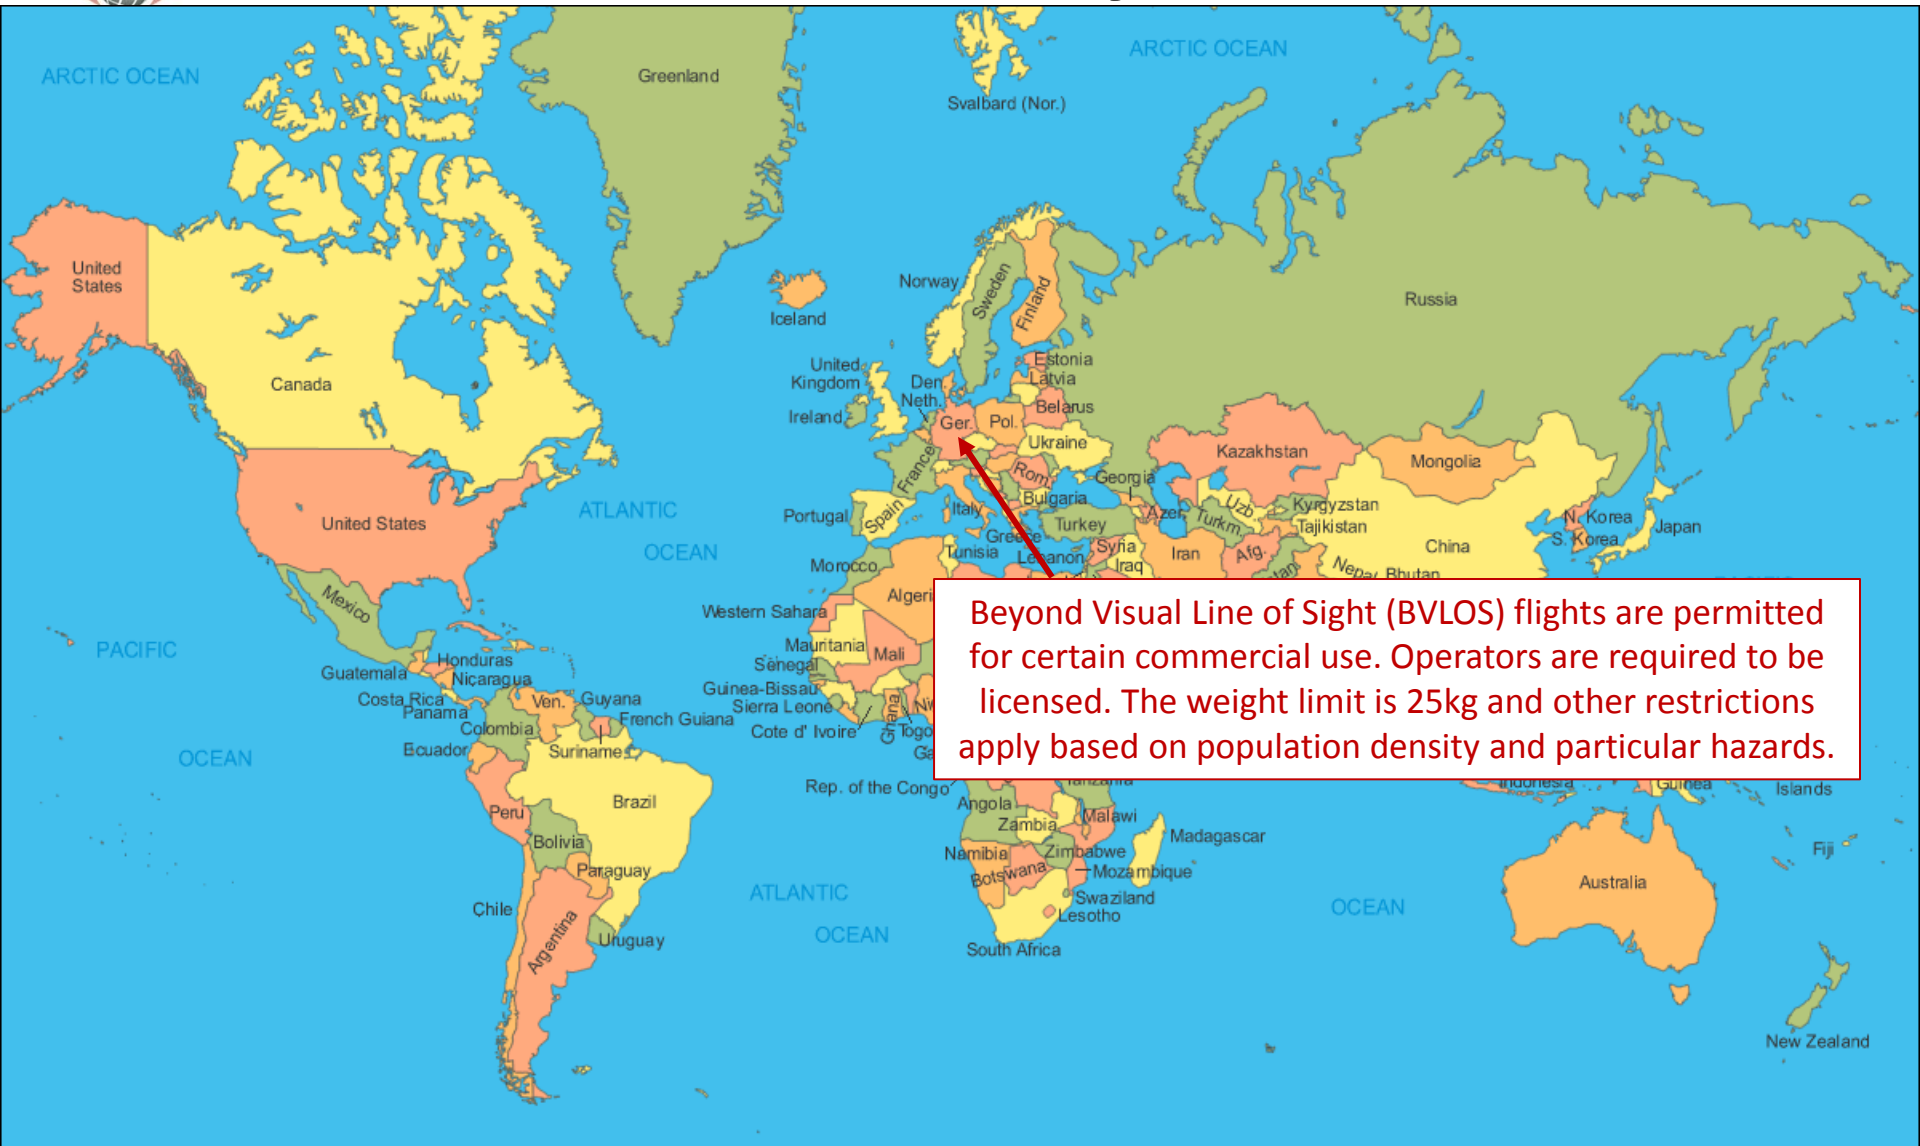 ARCTIC OCEAN
Greenland
ARCTIC OCEAN
Svalbard (Nor.)
United
States
Norway
Sweden
Finland
Russia
Iceland
Canada
United
Kingdom
Den.
Neth.
Estonia
Latvia
Ireland
Ger.
Pol.
Belarus
Ukraine
France
Kazakhstan
Mongolia
Rom.
Georgia
Bulgaria
Uzb.
Kyrgyzstan
Tajikistan
ATLANTIC
OCEAN
United States
Portugal
Spain
Italy
Turkey
Azer.
Turkm.
N. Korea
S. Korea
Japan
China
Greece
Tunisia
Lebanon
Syria
Iraq
Iran
Afg.
Nepal
Bhutan
Morocco
Algeri
Western Sahara
Mexico
PACIFIC
OCEAN
Mauritania
Mali
Senegal
Guinea-Bissau
Sierra Leone
Cote d' Ivoire
Ghana
Togo
Guatemala
Honduras
Nicaragua
Costa Rica
Panama
Ven.
Guyana
French Guiana
Colombia
Suriname
Ecuador
Beyond Visual Line of Sight (BVLOS) flights are permitted
for certain commercial use. Operators are required to be
licensed. The weight limit is 25kg and other restrictions
apply based on population density and particular hazards.
Rep. of the Congo
Tanzania
Indonesia
Guinea
Islands
Brazil
Peru
Bolivia
Paraguay
Chile
Argentina
Uruguay
Angola
Zambia
Malawi
Madagascar
Namibia
Zimbabwe
Botswana
Mozambique
Swaziland
Lesotho
South Africa
ATLANTIC
OCEAN
OCEAN
Australia
Fiji
New Zealand